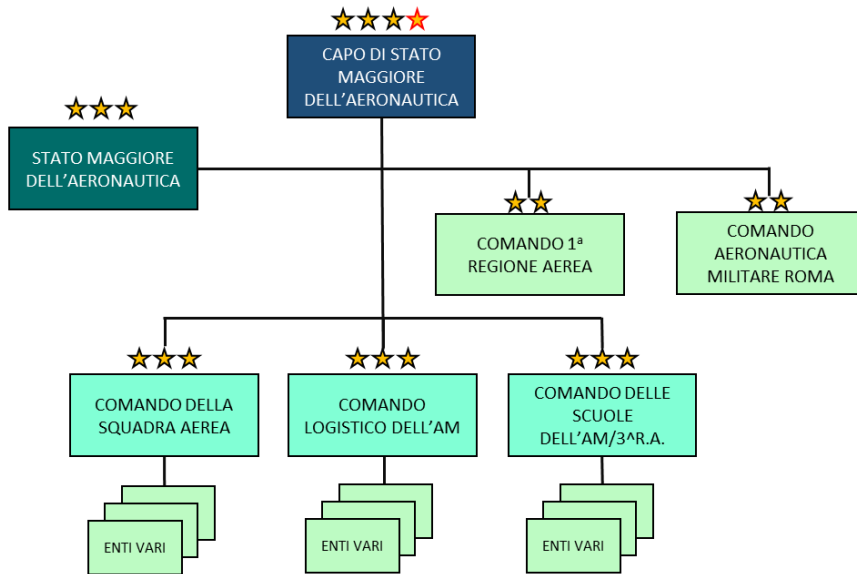 CAPO DI STATO
MAGGIORE
DELL'AERONAUTICA
STATO MAGGIORE
DELL'AERONAUTICA
COMANDO 1ª
REGIONE AEREA
COMANDO
AERONAUTICA
MILITARE ROMA
COMANDO DELLA
SQUADRA AEREA
COMANDO
LOGISTICO DELL'AM
COMANDO DELLE
SCUOLE
DELL'AM/3^R.A.
ENTI VARI
ENTI VARI
ENTI VARI